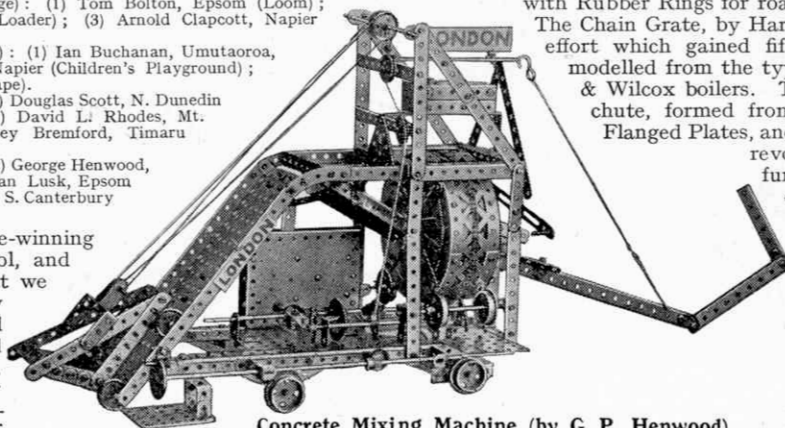 ge) : (1) Tom Bolton, Epsom (Loom) ;
Loader) ; (3) Arnold Clapcott, Napier
) : (1) Ian Buchanan, Umutaoroa,
Napier (Children's Playground) ;
ape).
) Douglas Scott, N. Dunedin
) David L. Rhodes, Mt.
ey Bremford, Timaru
) George Henwood,
an Lusk, Epsom
S. Canterbury
e-winning
ol, and
t we
LONDON
LONDON
with Rubber Rings for roa
The Chain Grate, by Har
effort which gained fif
modelled from the typ
& Wilcox boilers. T
chute, formed from
Flanged Plates, and
reve
fur
Concrete Mixing Machine (by G. P. Henwood)